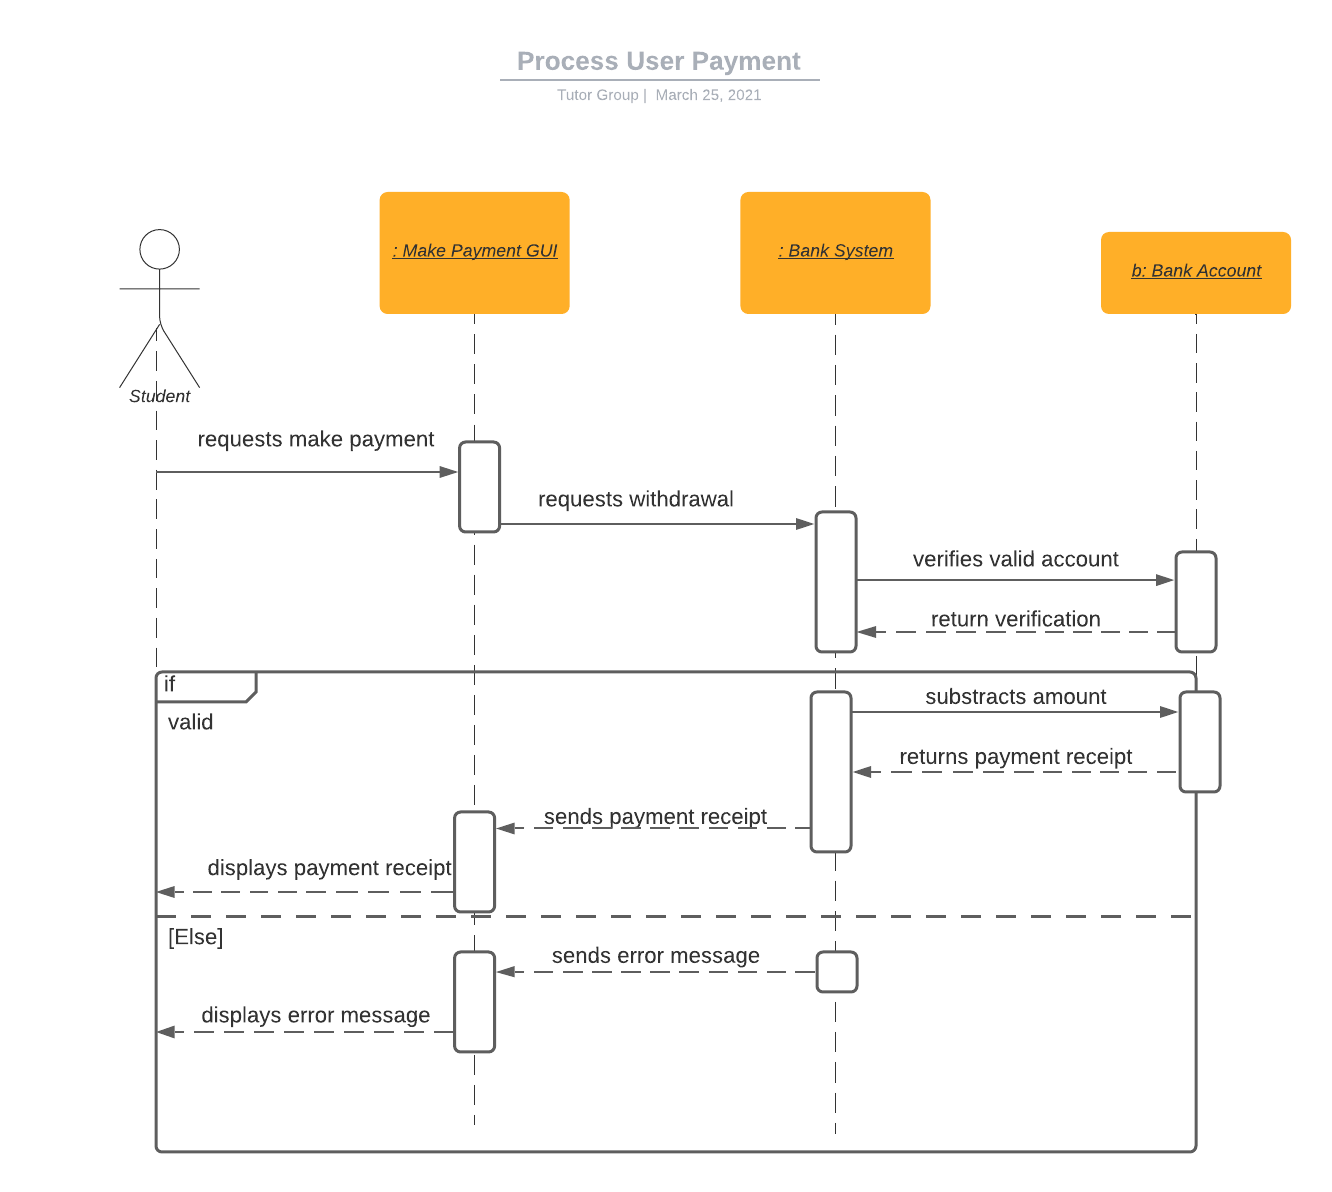 Process User Payment
Tutor Group | March 25, 2021
: Make Payment GUI
: Bank System
b: Bank Account
Student
requests make payment
requests withdrawal
verifies valid account
return verification
if
substracts amount
valid
returns payment receipt
sends payment receipt
displays payment receipt
[Else]
sends error message
displays error message